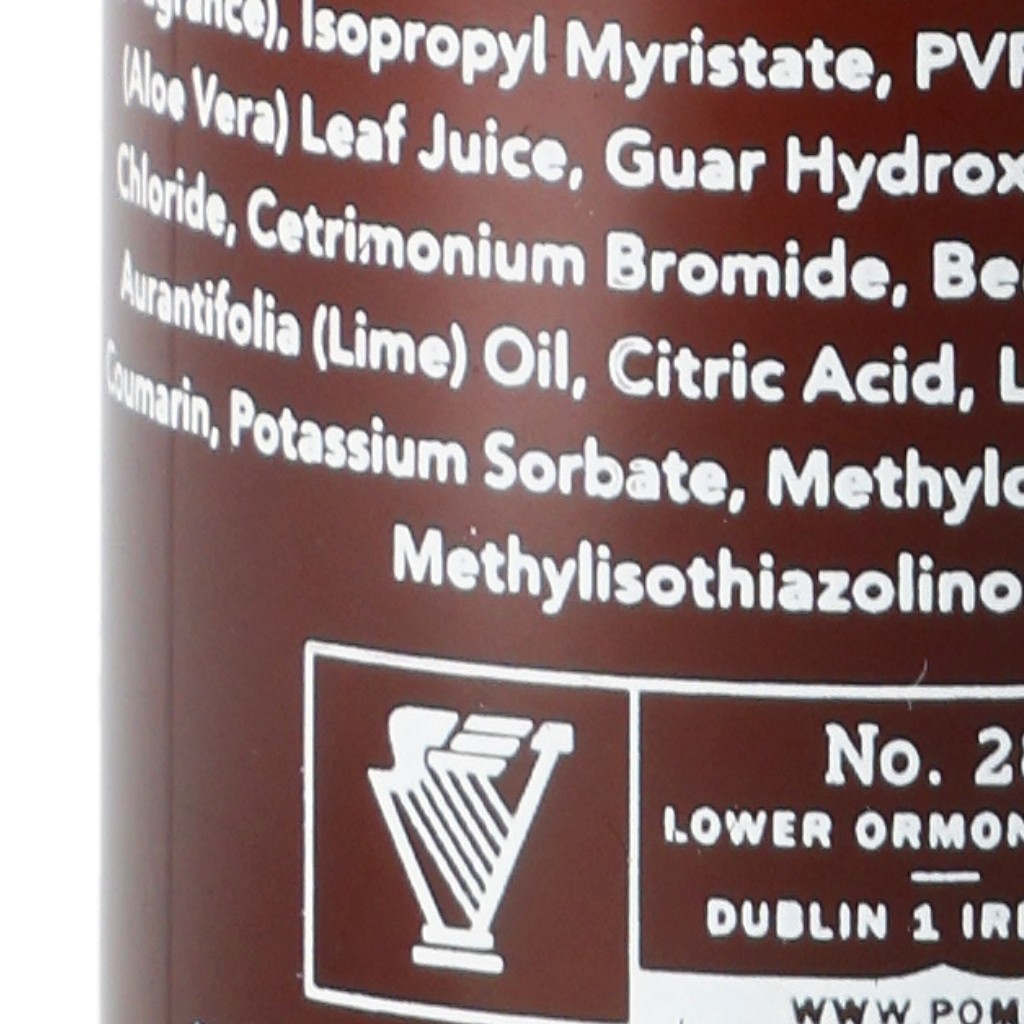 Isopropyl Myristate, PVP
(Aloe Vera) Leaf Juice, Guar Hydrox
Chloride, Cetrimonium Bromide, Be
Aurantifolia (Lime) Oil, Citric Acid, L
Coumarin, Potassium Sorbate, Methylc
Methylisothiazolino
No. 2
LOWER ORMON
DUBLIN 1 IR
WWW.POM